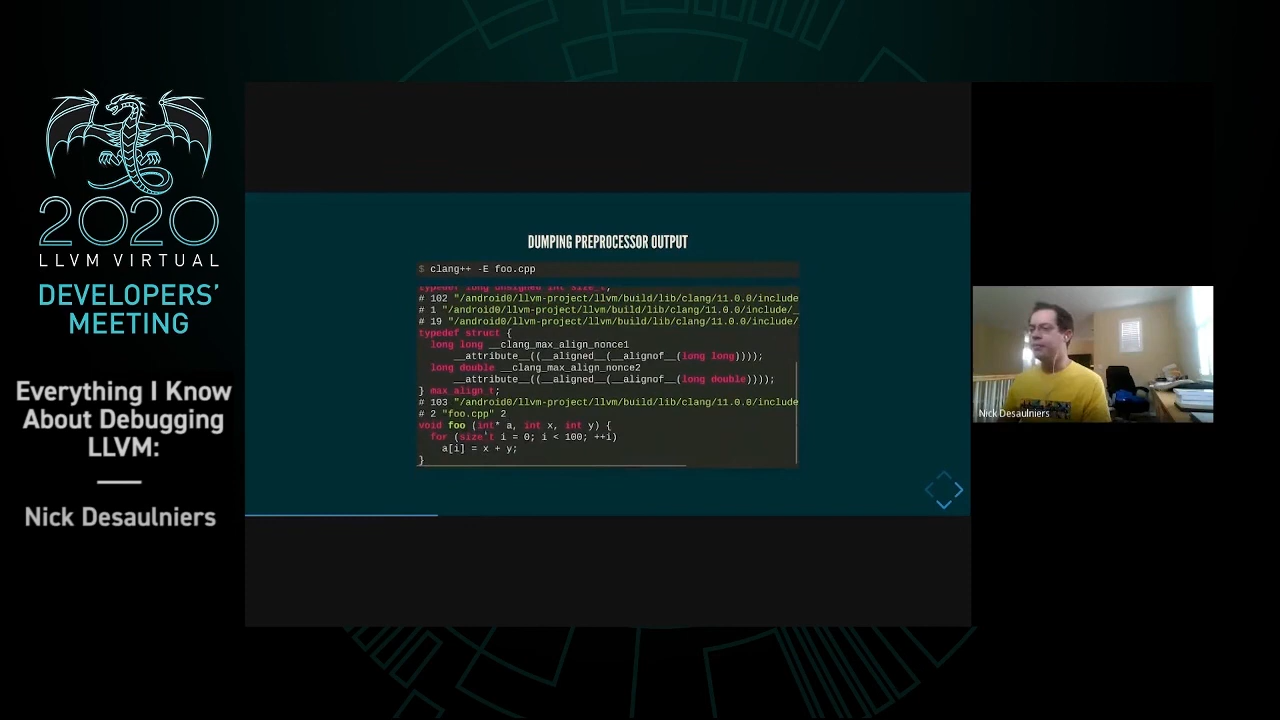 2020
LLVM VIRTUAL
DEVELOPERS'
MEETING
Everything I Know
About Debugging
LLVM:
Nick Desaulniers
DUMPING PREPROCESSOR OUTPUT
$ clang++ -E foo.cpp
typedef long unsigned int size_t;
# 102 "/android0/llvm-project/llvm/build/lib/clang/11.0.0/include
# 1 "/android0/llvm-project/llvm/build/lib/clang/11.0.0/include/_
# 19 "/android0/llvm-project/llvm/build/lib/clang/11.0.0/include/
typedef struct {
long long __clang_max_align_nonce1
__attribute__((__aligned__(__alignof__(long long))));
long double __clang_max_align_nonce2
__attribute__((__aligned__(__alignof__(long double))));
} max_align_t;
# 103 "/android0/llvm-project/llvm/build/lib/clang/11.0.0/include
# 2 "foo.cpp" 2
void foo (int* a, int x, int y) {
for (size_t i = 0; i < 100; ++i)
a[i] = x + y;
}
Nick Desaulniers